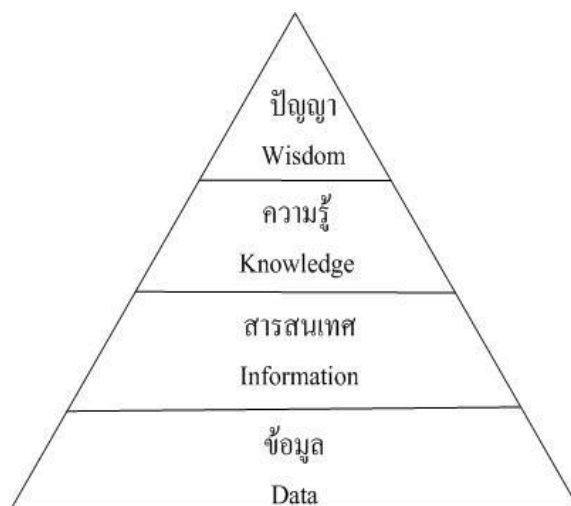 ปัญญา
Wisdom
ความรู้
Knowledge
สารสนเทศ
Information
ข้อมูล
Data